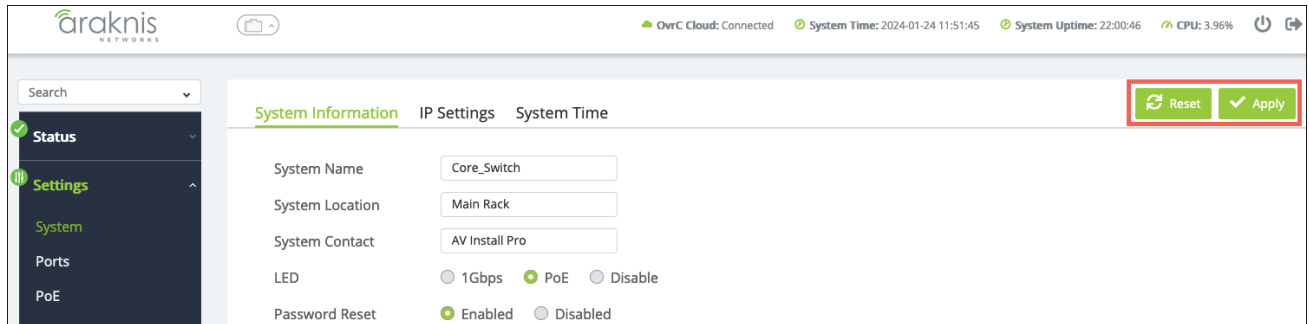 araknis
NETWORKS
OvrC Cloud: Connected System Time: 2024-01-24 11:51:45 System Uptime: 22:00:46 CPU: 3.96%
Search
System Information IP Settings System Time
Reset Apply
Status
Settings
System
Ports
PoE
System Name Core_Switch
System Location Main Rack
System Contact AV Install Pro
LED 1Gbps PoE Disable
Password Reset Enabled Disabled